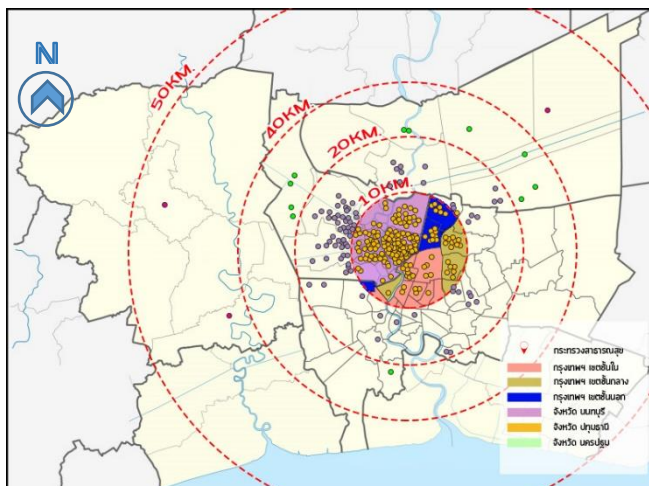 N
50KM.
40KM.
20KM.
10KM.
กระทรวงสาธารณสุข
กรุงเทพฯ เขตชั้นใน
กรุงเทพฯ เขตชั้นกลาง
กรุงเทพฯ เขตชั้นนอก
จังหวัด นนทบุรี
จังหวัด ปทุมธานี
จังหวัด นครปฐม